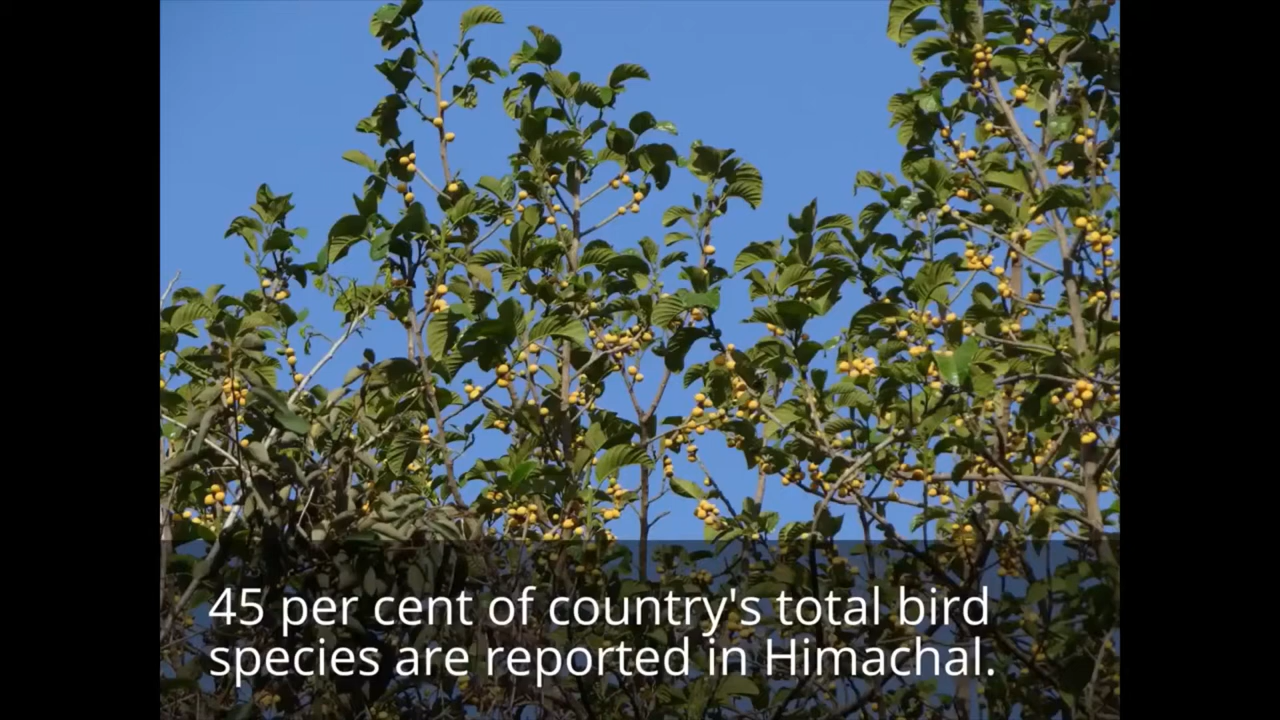 45 per cent of country's total bird
species are reported in Himachal.